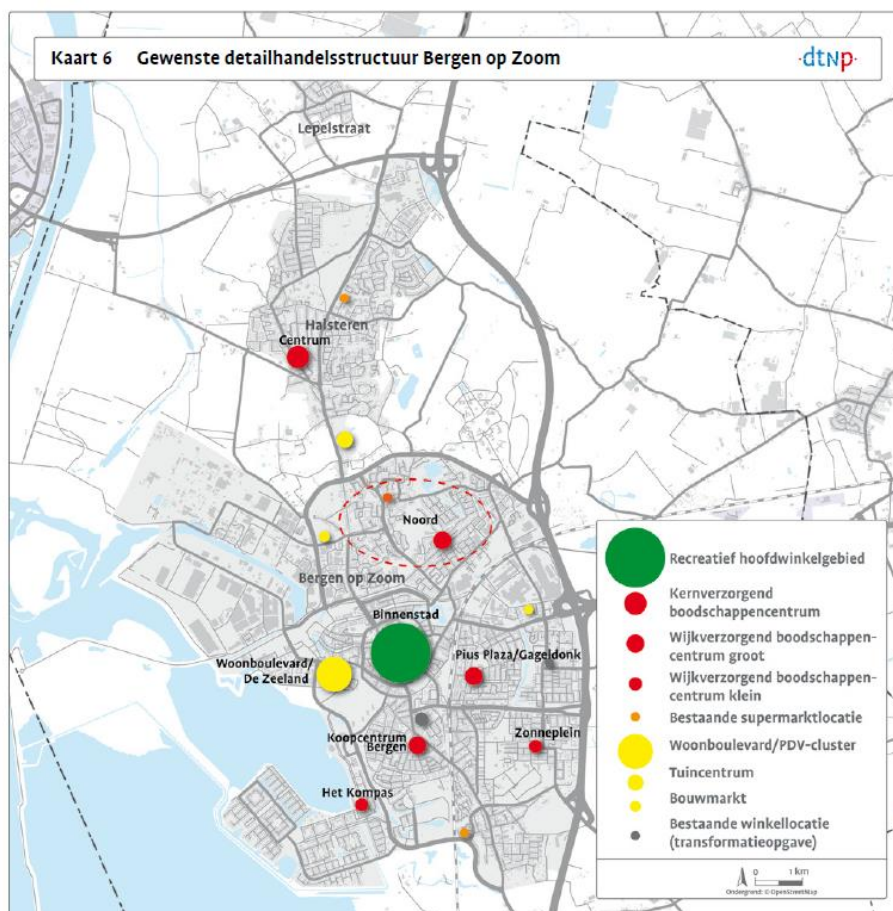 Kaart 6 Gewenste detailhandelsstructuur Bergen op Zoom
·dtNp·
Lepelstraat
Halsteren
Centrum
Noord
Bergen op Zoom
Binnenstad
Woonboulevard/
De Zeeland
Pius Plaza/Gageldonk
Koopcentrum
Bergen
Zonneplein
Het Kompas
Recreatief hoofdwinkelgebied
Kernverzorgend
boodschappencentrum
Wijkverzorgend boodschappen-
centrum groot
Wijkverzorgend boodschappen-
centrum klein
Bestaande supermarktlocatie
Woonboulevard/PDV-cluster
Tuincentrum
Bouwmarkt
Bestaande winkellocatie
(transformatieopgave)
0 1 km
Ondergrond: © OpenStreetMap